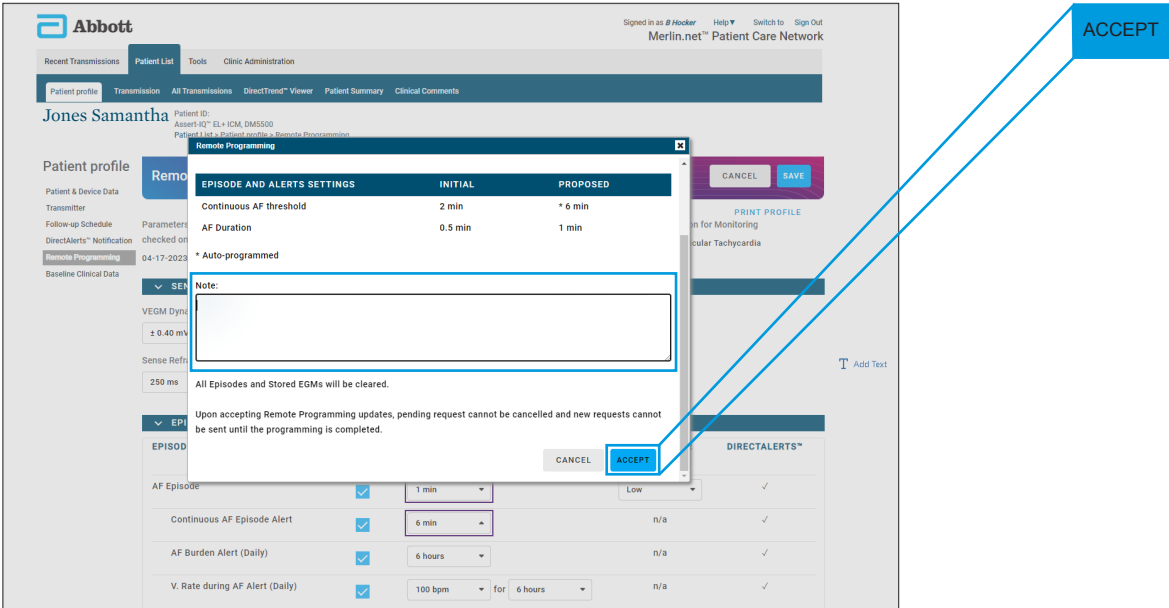 Abbott
Signed in as B Hocker Help▼ Switch to Sign Out
Merlin.net™ Patient Care Network
ACCEPT
Recent Transmissions Patient List Tools Clinic Administration
Patient profile Transmission All Transmissions DirectTrend™ Viewer Patient Summary Clinical Comments
Jones Samantha
Patient ID:
Assert-IQ™ EL+ ICM, DM5500
Patient List > Patient profile > Remote Programming
Remote Programming
Patient profile
Patient & Device Data
Transmitter
Follow-up Schedule
DirectAlerts™ Notification
Remote Programming
Baseline Clinical Data
Remo
CANCEL SAVE
PRINT PROFILE
Parameters
checked on
04-17-2023
n for Monitoring
cular Tachycardia
EPISODE AND ALERTS SETTINGS INITIAL PROPOSED
Continuous AF threshold 2 min * 6 min
AF Duration 0.5 min 1 min
* Auto-programmed
Note:
All Episodes and Stored EGMs will be cleared.
Upon accepting Remote Programming updates, pending request cannot be cancelled and new requests cannot
be sent until the programming is completed.
CANCEL ACCEPT
SEN
VEGM Dyna
± 0.40 mV
Sense Refra
250 ms
T Add Text
EPI
EPISOD
DIRECTALERTS™
AF Episode 1 min Low ✓
Continuous AF Episode Alert 6 min n/a ✓
AF Burden Alert (Daily) 6 hours n/a ✓
V. Rate during AF Alert (Daily) 100 bpm for 6 hours n/a ✓